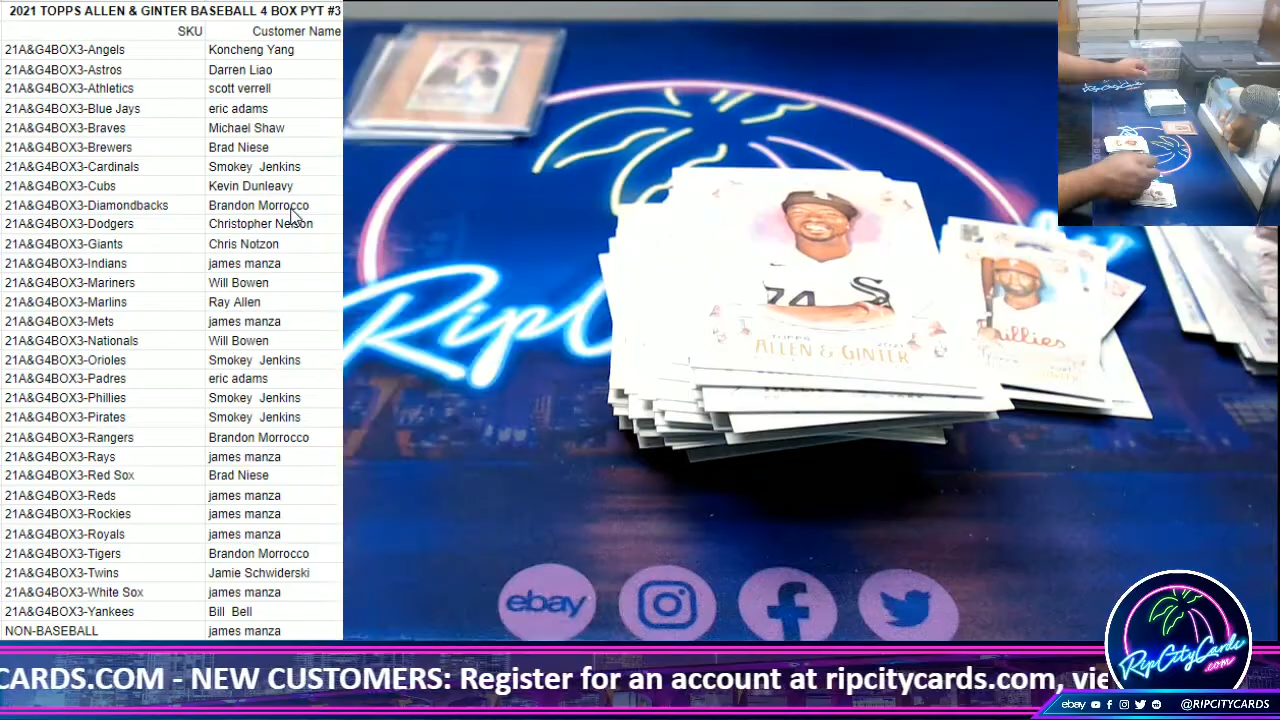 2021 TOPPS ALLEN & GINTER BASEBALL 4 BOX PYT #3
SKU Customer Name
21A&G4BOX3-Angels Koncheng Yang
21A&G4BOX3-Astros Darren Liao
21A&G4BOX3-Athletics scott verrell
21A&G4BOX3-Blue Jays eric adams
21A&G4BOX3-Braves Michael Shaw
21A&G4BOX3-Brewers Brad Niese
21A&G4BOX3-Cardinals Smokey Jenkins
21A&G4BOX3-Cubs Kevin Dunleavy
21A&G4BOX3-Diamondbacks Brandon Morrocco
21A&G4BOX3-Dodgers Christopher Nelson
21A&G4BOX3-Giants Chris Notzon
21A&G4BOX3-Indians james manza
21A&G4BOX3-Mariners Will Bowen
21A&G4BOX3-Marlins Ray Allen
21A&G4BOX3-Mets james manza
21A&G4BOX3-Nationals Will Bowen
21A&G4BOX3-Orioles Smokey Jenkins
21A&G4BOX3-Padres eric adams
21A&G4BOX3-Phillies Smokey Jenkins
21A&G4BOX3-Pirates Smokey Jenkins
21A&G4BOX3-Rangers Brandon Morrocco
21A&G4BOX3-Rays james manza
21A&G4BOX3-Red Sox Brad Niese
21A&G4BOX3-Reds james manza
21A&G4BOX3-Rockies james manza
21A&G4BOX3-Royals james manza
21A&G4BOX3-Tigers Brandon Morrocco
21A&G4BOX3-Twins Jamie Schwiderski
21A&G4BOX3-White Sox james manza
21A&G4BOX3-Yankees Bill Bell
NON-BASEBALL james manza
RipC
74 Sox
TOPPS 2021
ALLEN & GINTER
Phillies
ebay
CARDS.COM - NEW CUSTOMERS: Register for an account at ripcitycards.com, vie
RipCityCards
.com
ebay @RIPCITYCARDS